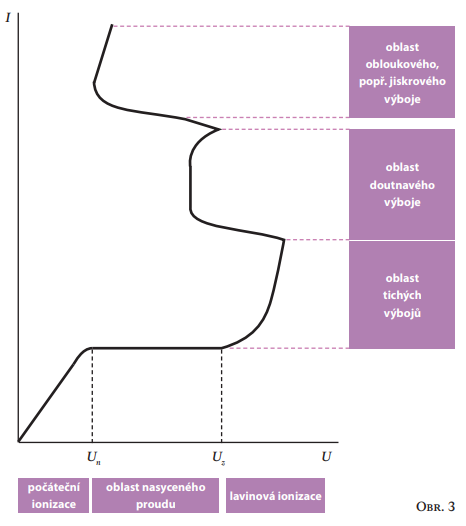 I
oblast
obloukového,
popř. jiskrového
výboje
oblast
doutnavého
výboje
oblast
tichých
výbojů
Uₙ
U_z
U
počáteční
ionizace
oblast nasyceného
proudu
lavinová ionizace
OBR. 3